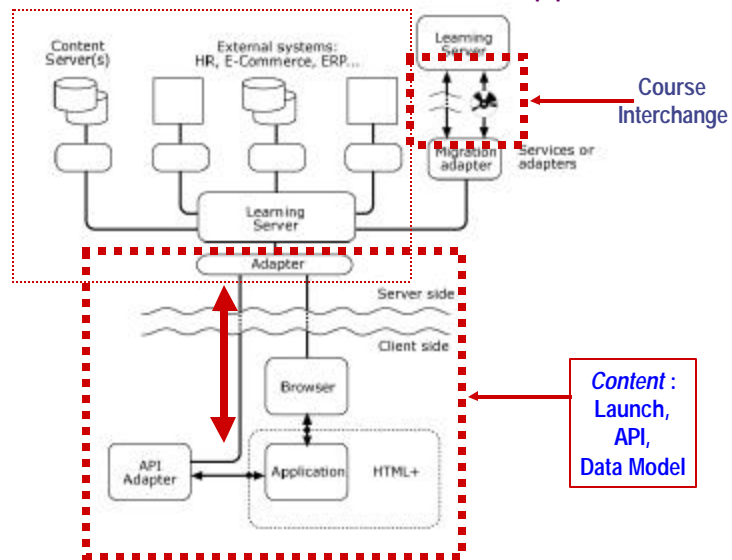 Content
Server(s)
External systems:
HR, E-Commerce, ERP...
Learning
Server
Course
Interchange
Migration
adapter
Services or
adapters
Learning
Server
Adapter
Server side
Client side
Browser
Content :
Launch,
API,
Data Model
API
Adapter
Application
HTML+